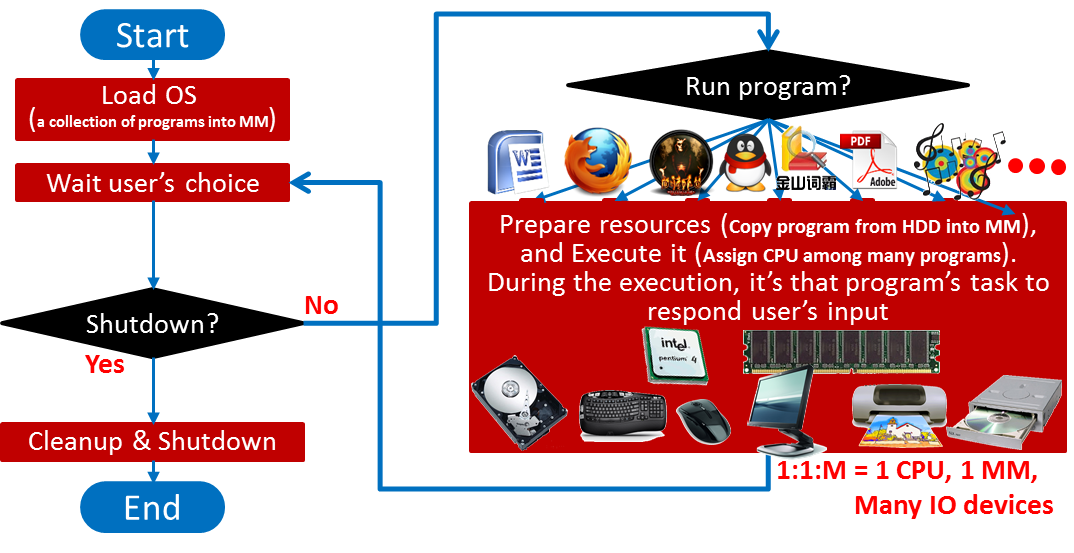 Start
Load OS
(a collection of programs into MM)
Wait user's choice
Shutdown?
No
Yes
Cleanup & Shutdown
End
Run program?
W
金山词霸
PDF
Adobe
Prepare resources (Copy program from HDD into MM),
and Execute it (Assign CPU among many programs).
During the execution, it's that program's task to
respond user's input
intel
pentium 4
1:1:M = 1 CPU, 1 MM,
Many IO devices